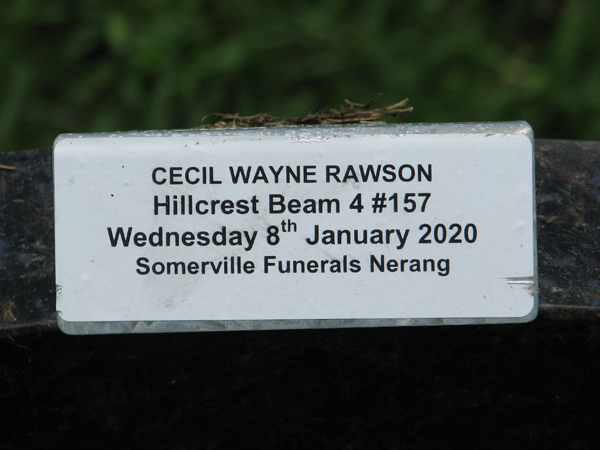 CECIL WAYNE RAWSON
Hillcrest Beam 4 #157
Wednesday 8th January 2020
Somerville Funerals Nerang